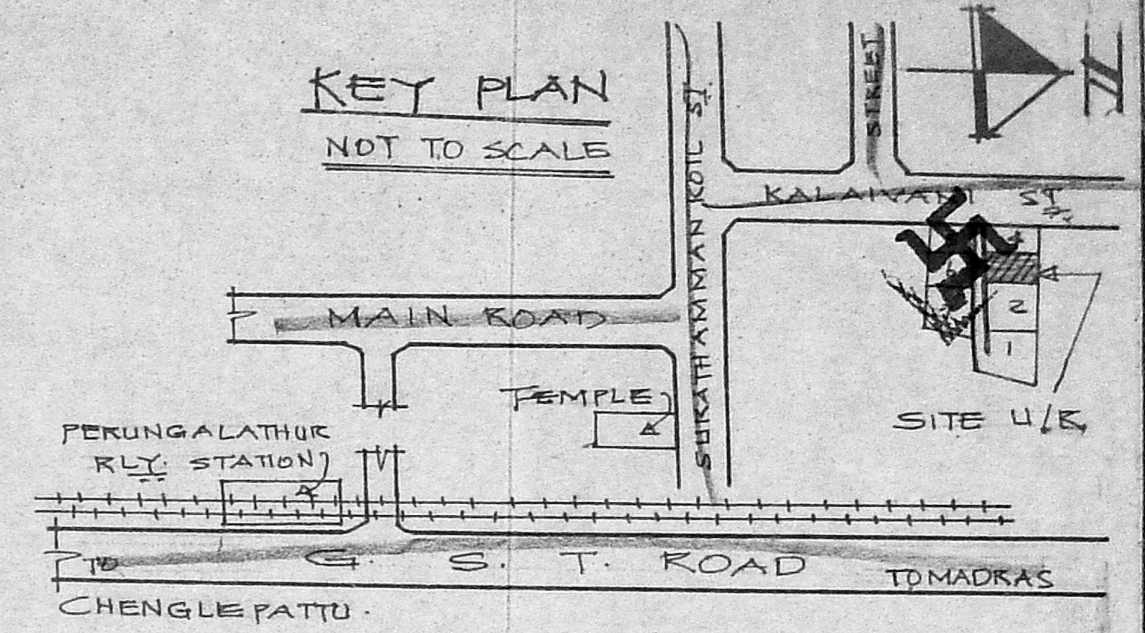 KEY PLAN
NOT TO SCALE
SURATHAMMAN KOIL ST.
STREET
N
KALAIVANI ST.
MAIN ROAD
4
2
1
TEMPLE
SITE U/R
PERUNGALATHUR
RLY. STATION
G. S. T. ROAD
TO
CHENGLEPATTU.
TO MADRAS